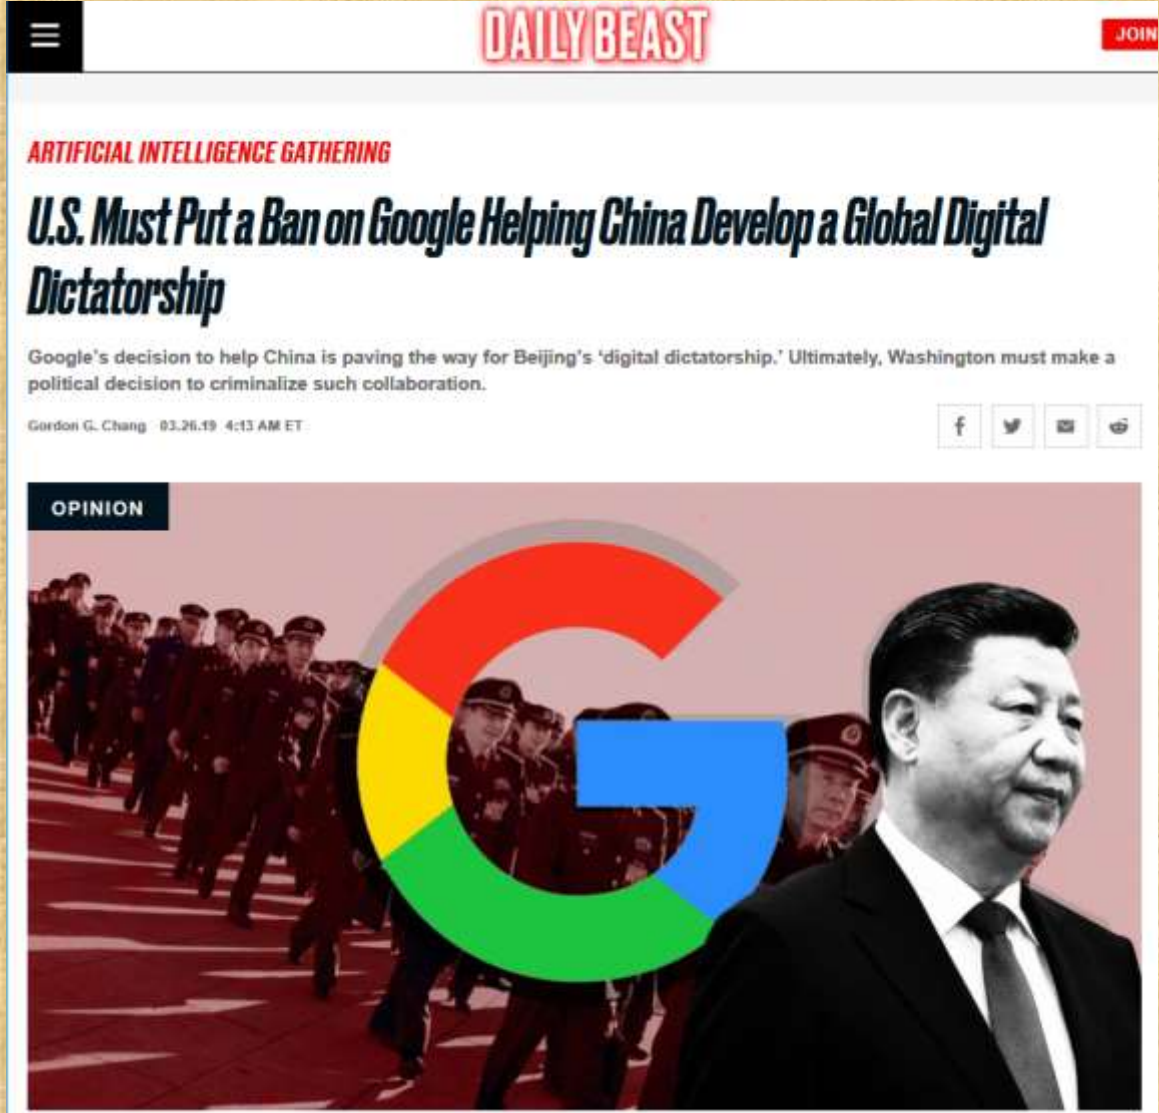 DAILY BEAST
JOIN
ARTIFICIAL INTELLIGENCE GATHERING
U.S. Must Put a Ban on Google Helping China Develop a Global Digital
Dictatorship
Google's decision to help China is paving the way for Beijing's ‘digital dictatorship.’ Ultimately, Washington must make a
political decision to criminalize such collaboration.
Gordon G. Chang 03.26.19 4:13 AM ET
OPINION